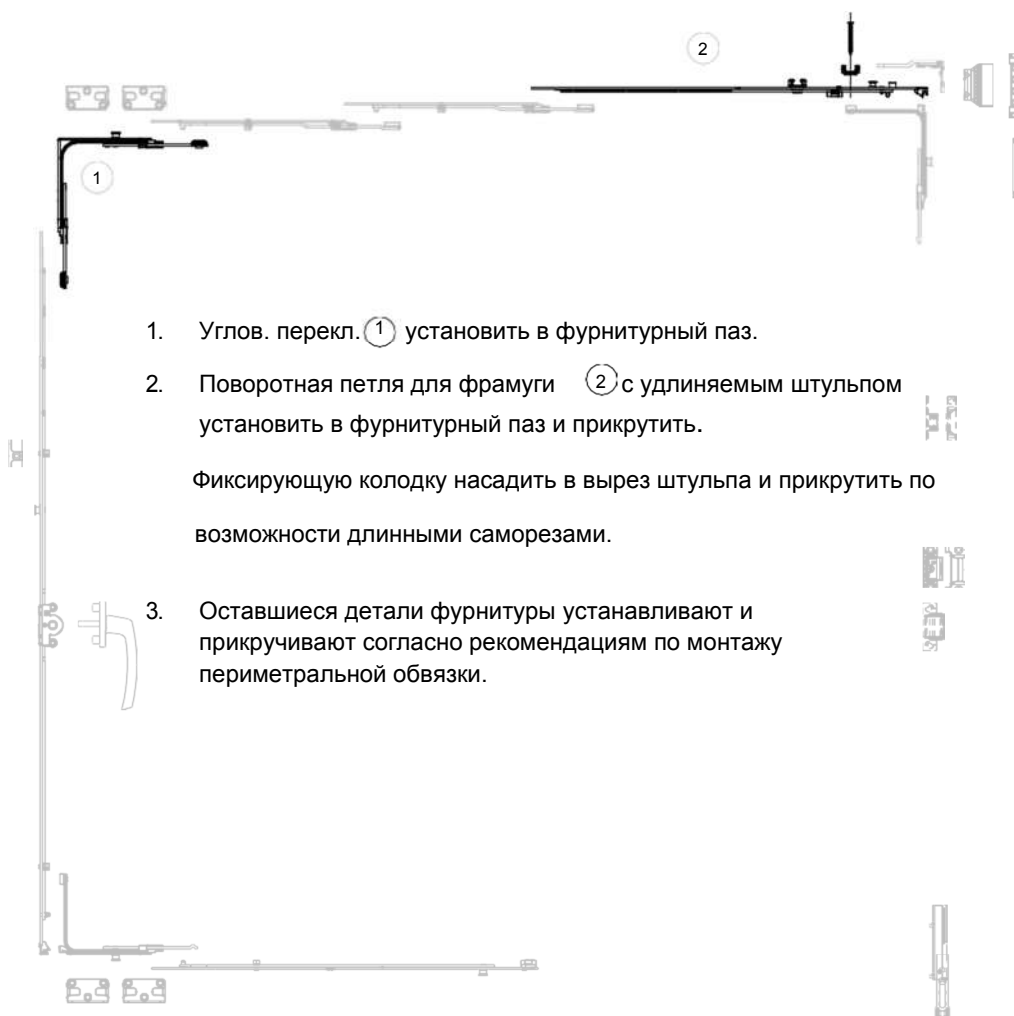 2
1
1. Углов. перекл. 1 установить в фурнитурный паз.
2. Поворотная петля для фрамуги 2 с удлиняемым штульпом
установить в фурнитурный паз и прикрутить.
Фиксирующую колодку насадить в вырез штульпа и прикрутить по
возможности длинными саморезами.
3. Оставшиеся детали фурнитуры устанавливают и
прикручивают согласно рекомендациям по монтажу
периметральной обвязки.